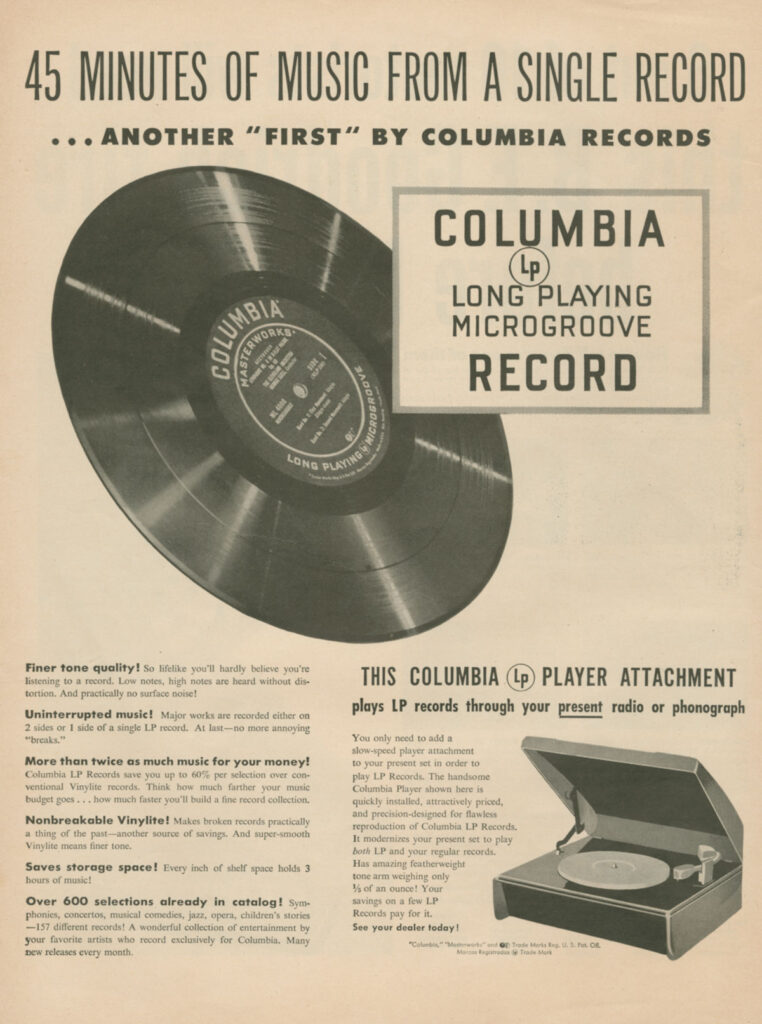 45 MINUTES OF MUSIC FROM A SINGLE RECORD
...ANOTHER "FIRST" BY COLUMBIA RECORDS
COLUMBIA
Lp
LONG PLAYING
MICROGROOVE
RECORD
COLUMBIA
MASTERWORKS
SIDE 1
LONG PLAYING Lp MICROGROOVE
Finer tone quality! So lifelike you'll hardly believe you're
listening to a record. Low notes, high notes are heard without dis-
tortion. And practically no surface noise!
Uninterrupted music! Major works are recorded either on
2 sides or 1 side of a single LP record. At last—no more annoying
"breaks."
More than twice as much music for your money!
Columbia LP Records save you up to 60% per selection over con-
ventional Vinylite records. Think how much farther your music
budget goes . . . how much faster you'll build a fine record collection.
Nonbreakable Vinylite! Makes broken records practically
a thing of the past—another source of savings. And super-smooth
Vinylite means finer tone.
Saves storage space! Every inch of shelf space holds 3
hours of music!
Over 600 selections already in catalog! Sym-
phonies, concertos, musical comedies, jazz, opera, children's stories
—157 different records! A wonderful collection of entertainment by
your favorite artists who record exclusively for Columbia. Many
new releases every month.
THIS COLUMBIA Lp PLAYER ATTACHMENT
plays LP records through your present radio or phonograph
You only need to add a
slow-speed player attachment
to your present set in order to
play LP Records. The handsome
Columbia Player shown here is
quickly installed, attractively priced,
and precision-designed for flawless
reproduction of Columbia LP Records.
It modernizes your present set to play
both LP and your regular records.
Has amazing featherweight
tone arm weighing only
⅕ of an ounce! Your
savings on a few LP
Records pay for it.
See your dealer today!
"Columbia," "Masterworks" and Trade Marks Reg. U. S. Pat. Off.
Marcas Registradas Lp Trade Mark